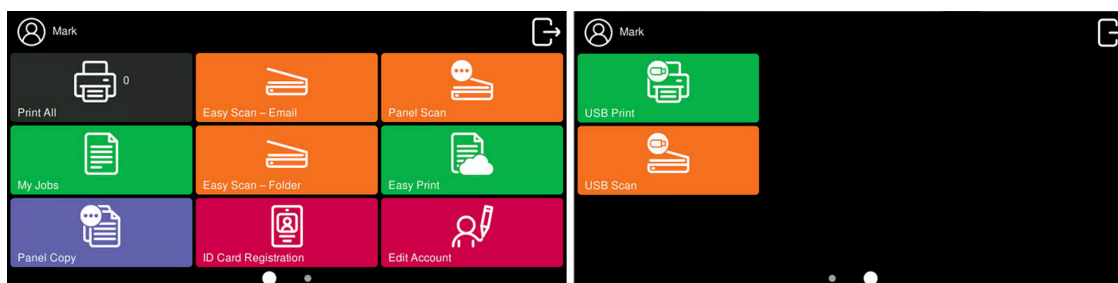 Mark
Print All
0
Easy Scan – Email
Panel Scan
My Jobs
Easy Scan – Folder
Easy Print
Panel Copy
ID Card Registration
Edit Account
Mark
USB Print
USB Scan